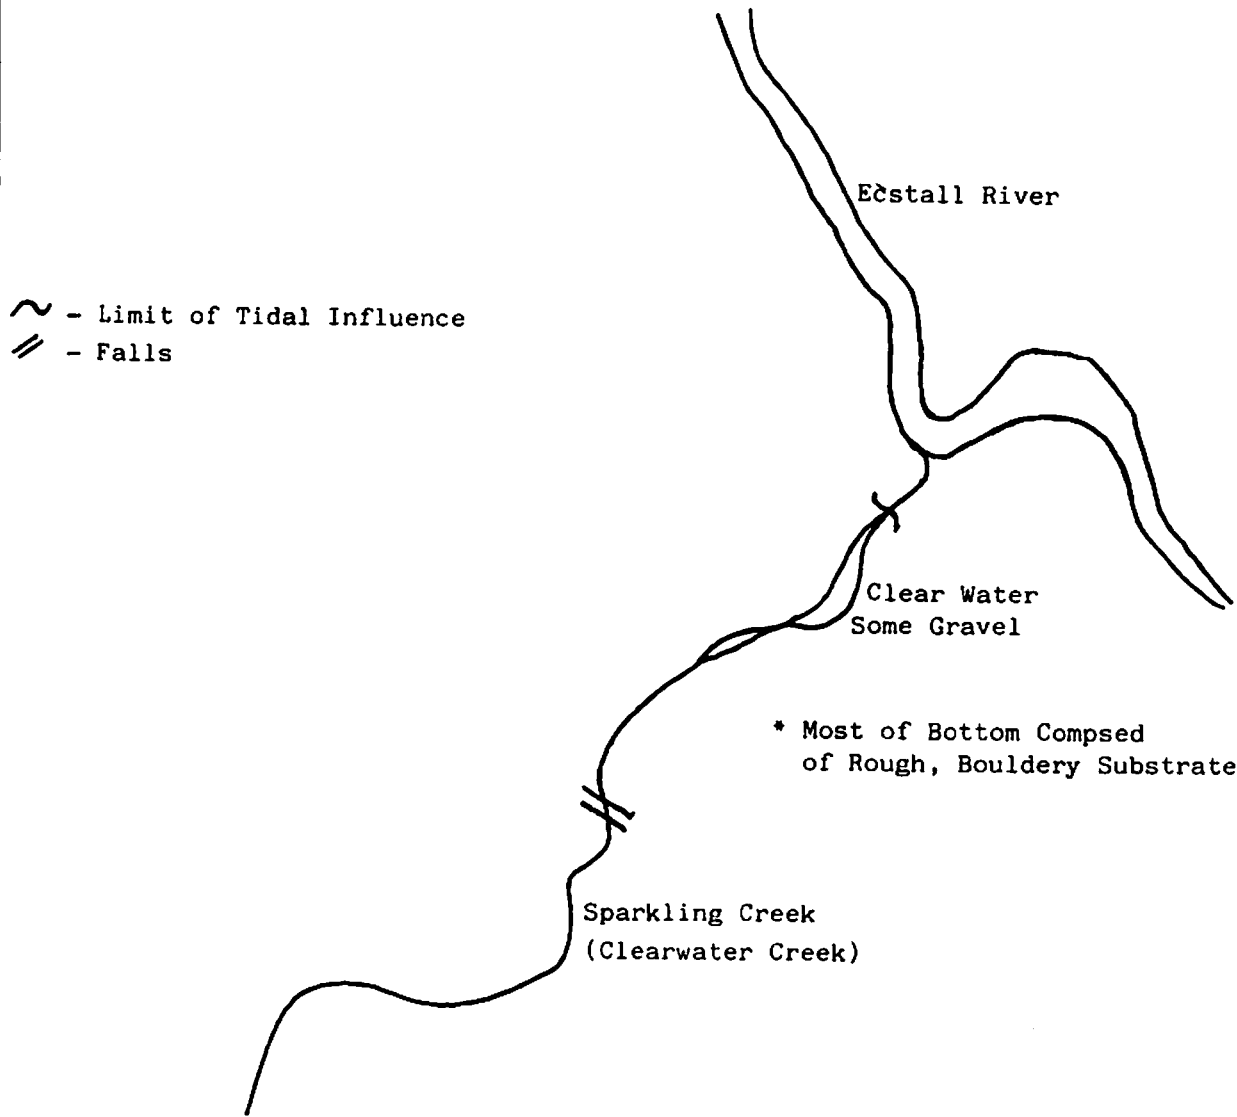 Ecstall River
~ - Limit of Tidal Influence
// - Falls
Clear Water
Some Gravel
* Most of Bottom Compsed
of Rough, Bouldery Substrate
Sparkling Creek
(Clearwater Creek)